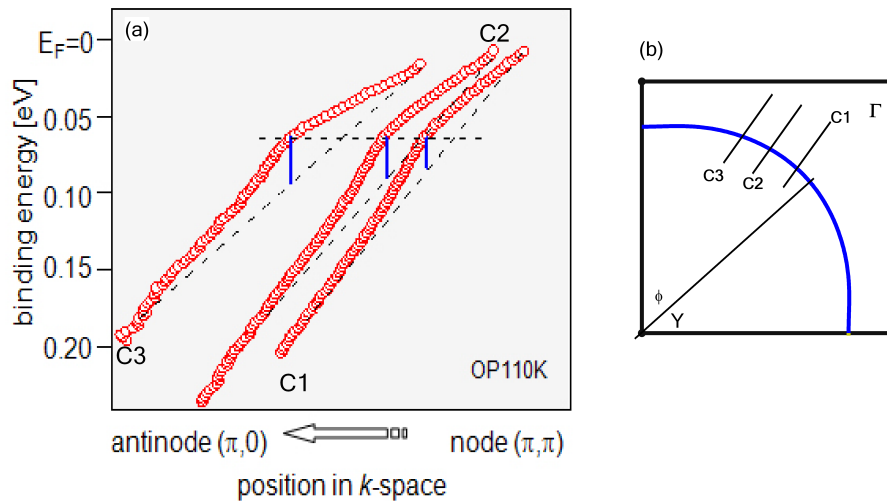 (a)
C2
E_F=0
0.05
0.10
0.15
0.20
binding energy [eV]
C3
C1
OP110K
antinode (π,0)
node (π,π)
position in k-space
(b)
Γ
C1
C3
C2
ϕ
Y